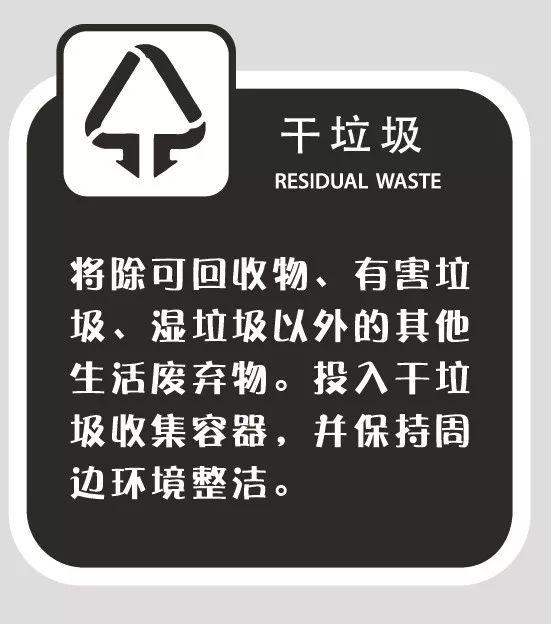 干垃圾
RESIDUAL WASTE
将除可回收物、有害垃
圾、湿垃圾以外的其他
生活废弃物。投入干垃
圾收集容器，并保持周
边环境整洁。